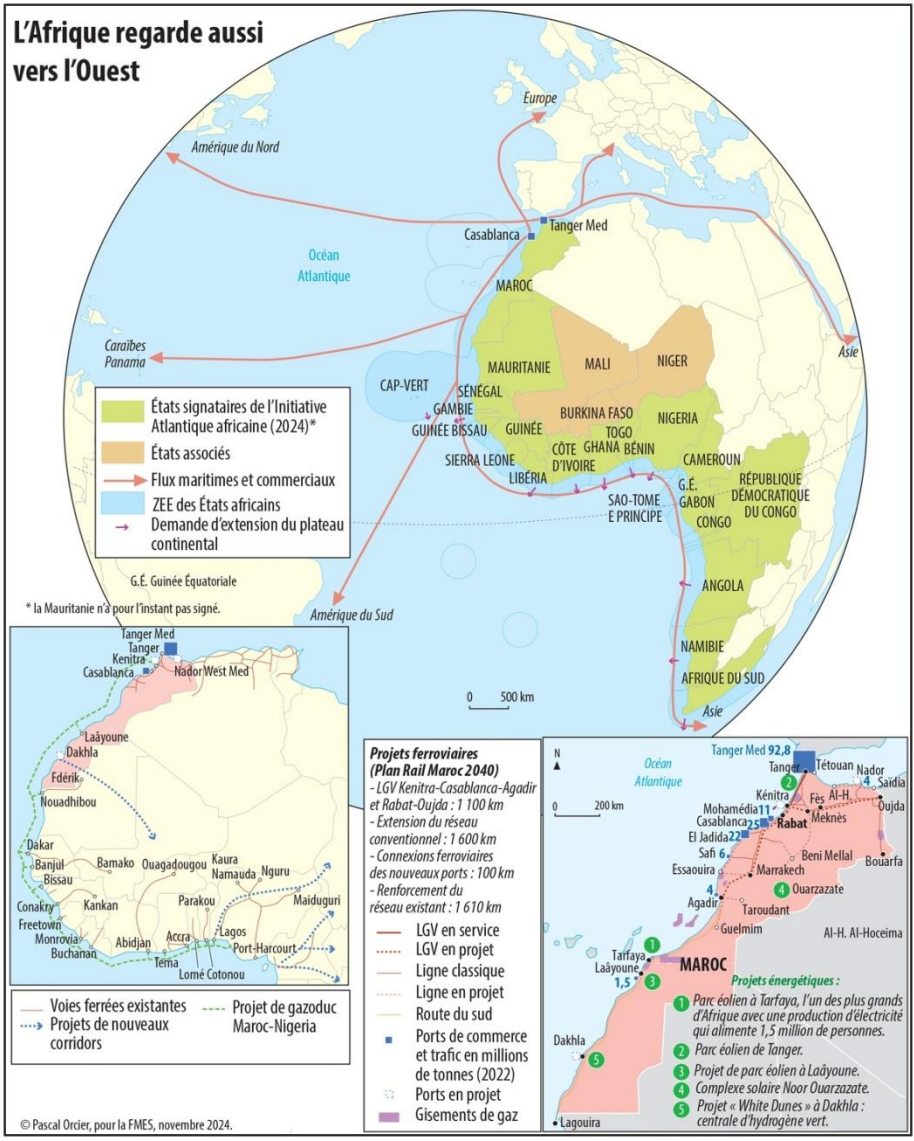 L'Afrique regarde aussi
vers l'Ouest
Europe
Amérique du Nord
Casablanca
Tanger Med
Océan
Atlantique
MAROC
Caraïbes
Panama
Asie
CAP-VERT
MAURITANIE
MALI
NIGER
SÉNÉGAL
GAMBIE
GUINÉE BISSAU
GUINÉE
BURKINA FASO
NIGERIA
TOGO
CÔTE
D'IVOIRE
GHANA
BÉNIN
SIERRA LEONE
LIBÉRIA
CAMEROUN
SAO-TOME
E PRINCIPE
G.É.
GABON
CONGO
RÉPUBLIQUE
DÉMOCRATIQUE
DU CONGO
ANGOLA
NAMIBIE
AFRIQUE DU SUD
Asie
Amérique du Sud
0 500 km
États signataires de l'Initiative
Atlantique africaine (2024)*
États associés
Flux maritimes et commerciaux
ZEE des États africains
Demande d'extension du plateau
continental
G.É. Guinée Équatoriale
* la Mauritanie n'a pour l'instant pas signé.
Tanger Med
Tanger
Kenitra
Casablanca
Nador West Med
Laâyoune
Dakhla
Fdérik
Nouadhibou
Dakar
Banjul
Bissau
Bamako
Ouagadougou
Kaura
Namauda
Nguru
Conakry
Kankan
Parakou
Maiduguri
Freetown
Monrovia
Buchanan
Abidjan
Accra
Lagos
Tema
Lomé
Cotonou
Port-Harcourt
Voies ferrées existantes
Projets de nouveaux
corridors
Projet de gazoduc
Maroc-Nigeria
© Pascal Orcier, pour la FMES, novembre 2024.
Projets ferroviaires
(Plan Rail Maroc 2040)
- LGV Kenitra-Casablanca-Agadir
et Rabat-Oujda : 1 100 km
- Extension du réseau
conventionnel : 1 600 km
- Connexions ferroviaires
des nouveaux ports : 100 km
- Renforcement du
réseau existant : 1 610 km
LGV en service
LGV en projet
Ligne classique
Ligne en projet
Route du sud
Ports de commerce
et trafic en millions
de tonnes (2022)
Ports en projet
Gisements de gaz
N
Océan
Atlantique
0 200 km
Tanger Med 92,8
Tanger
Tétouan
2
Nador
4
Saïdia
Al-H.
Kénitra
Fès
Oujda
Mohamédia 11
Casablanca 25
Rabat
Meknès
El Jadida 22
Safi 6
Beni Mellal
Bouarfa
Essaouira
Marrakech
4
4 Ouarzazate
Agadir
Taroudant
Guelmim
Al-H. Al-Hoceima
1
Tarfaya
Laâyoune
1,5
3
MAROC
Dakhla
5
Lagouira
Projets énergétiques :
1 Parc éolien à Tarfaya, l'un des plus grands
d'Afrique avec une production d'électricité
qui alimente 1,5 million de personnes.
2 Parc éolien de Tanger.
3 Projet de parc éolien à Laâyoune.
4 Complexe solaire Noor Ouarzazate.
5 Projet « White Dunes » à Dakhla :
centrale d'hydrogène vert.